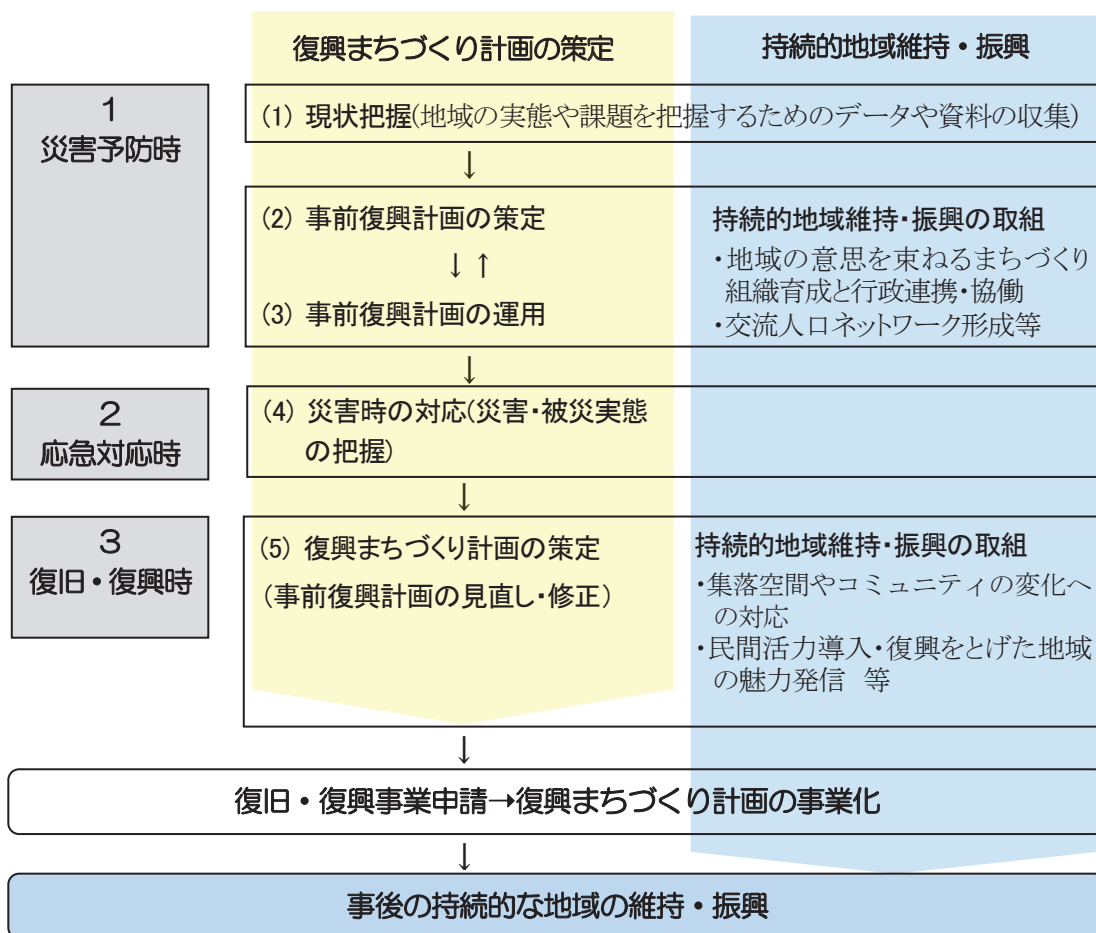 復興まちづくり計画の策定
持続的地域維持・振興
1
災害予防時
(1) 現状把握(地域の実態や課題を把握するためのデータや資料の収集)
↓
(2) 事前復興計画の策定
↓ ↑
(3) 事前復興計画の運用
持続的地域維持・振興の取組
・地域の意思を束ねるまちづくり
組織育成と行政連携・協働
・交流人口ネットワーク形成等
↓
2
応急対応時
(4) 災害時の対応(災害・被災実態
の把握)
↓
3
復旧・復興時
(5) 復興まちづくり計画の策定
(事前復興計画の見直し・修正)
持続的地域維持・振興の取組
・集落空間やコミュニティの変化へ
の対応
・民間活力導入・復興をとげた地域
の魅力発信 等
↓
復旧・復興事業申請→復興まちづくり計画の事業化
↓
事後の持続的な地域の維持・振興